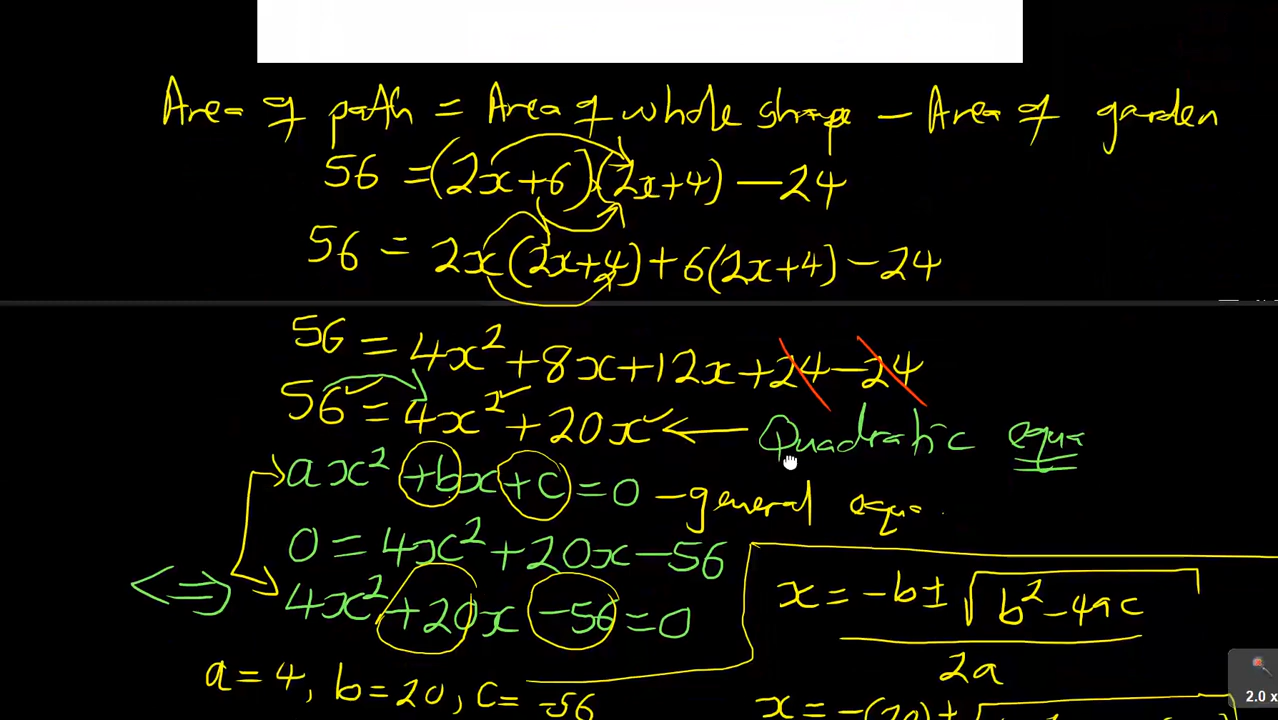 Area of path = Area of whole shape - Area of garden
56 = (2x+6)(2x+4) - 24
56 = 2x(2x+4) + 6(2x+4) - 24
56 = 4x² + 8x + 12x + 24 - 24
56 = 4x² + 20x ← Quadratic equa
ax² + bx + c = 0 - general equa.
0 = 4x² + 20x - 56
⇔ 4x² + 20x - 56 = 0
x = -b ± √b² - 4ac
2a
a = 4, b = 20, c = -56
x = -(20) ± √
2.0 x